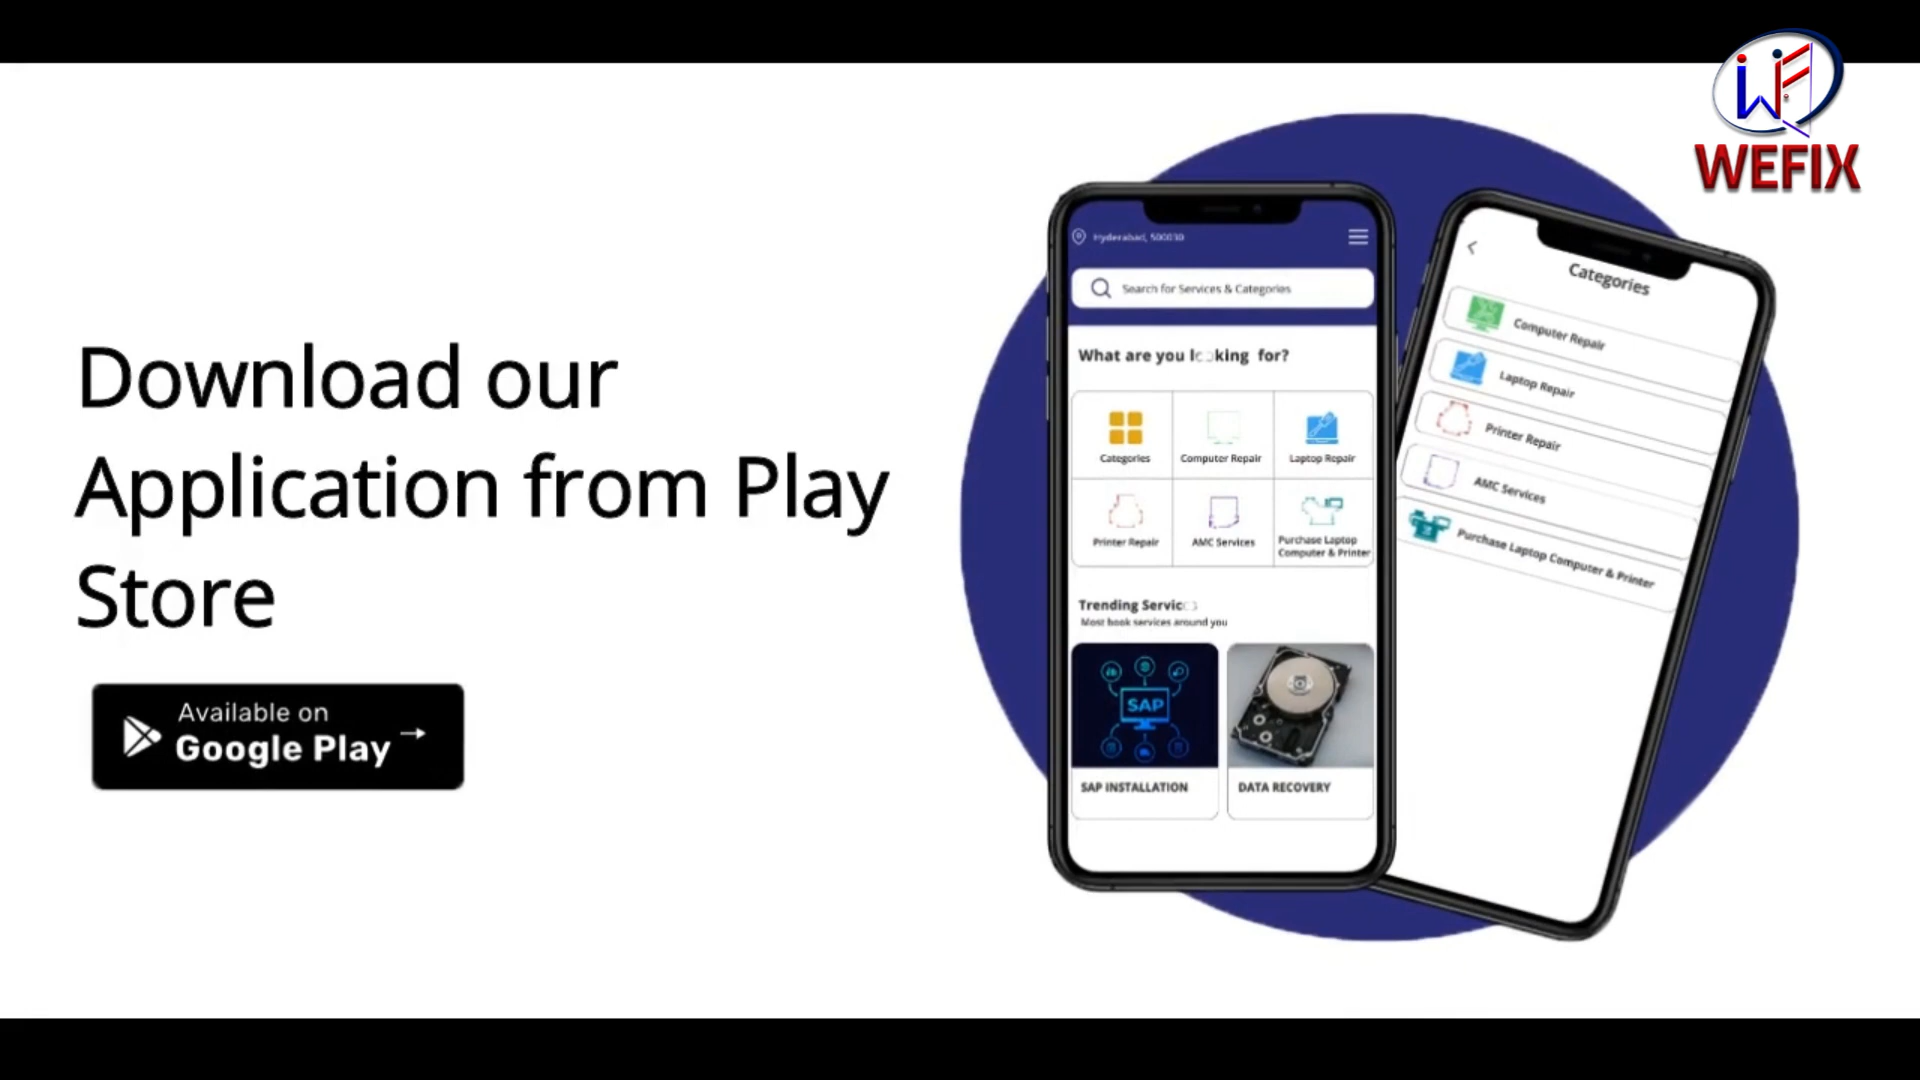 WEFIX
Download our
Application from Play
Store
Available on
Google Play
Hyderabad, 500030
Search for Services & Categories
What are you looking for?
Categories
Computer Repair
Laptop Repair
Printer Repair
AMC Services
Purchase Laptop
Computer & Printer
Trending Servic
Most book services around you
SAP
SAP INSTALLATION
DATA RECOVERY
Categories
Computer Repair
Laptop Repair
Printer Repair
AMC Services
Purchase Laptop Computer & Printer